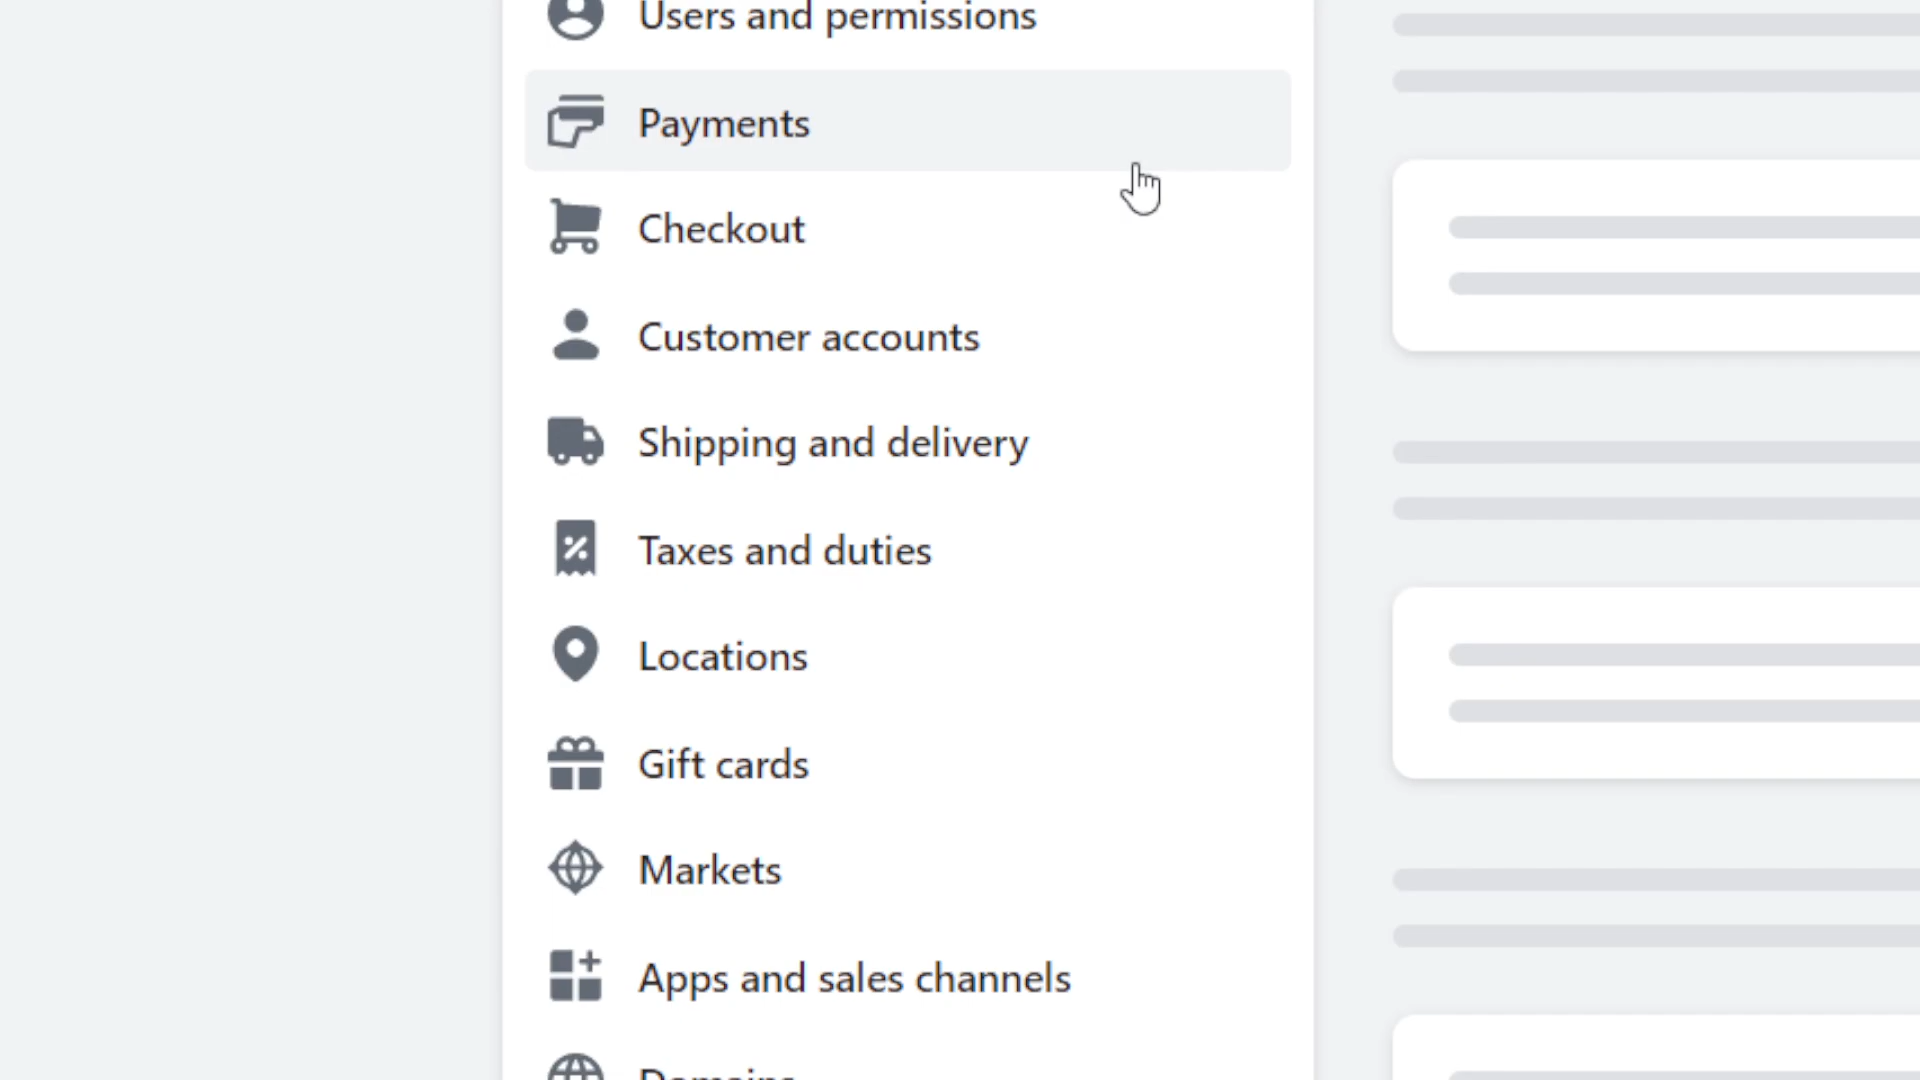 Users and permissions
Payments
Checkout
Customer accounts
Shipping and delivery
Taxes and duties
Locations
Gift cards
Markets
Apps and sales channels
Domains